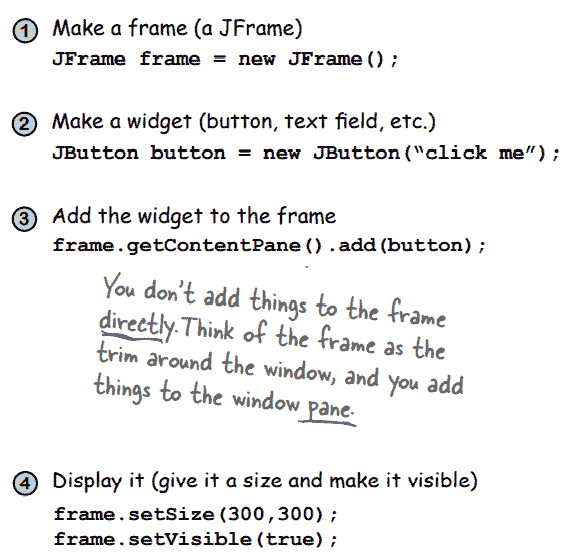 1 Make a frame (a JFrame)
JFrame frame = new JFrame();
2 Make a widget (button, text field, etc.)
JButton button = new JButton(“click me”);
3 Add the widget to the frame
frame.getContentPane().add(button);
You don't add things to the frame
directly. Think of the frame as the
trim around the window, and you add
things to the window pane.
4 Display it (give it a size and make it visible)
frame.setSize(300,300);
frame.setVisible(true);